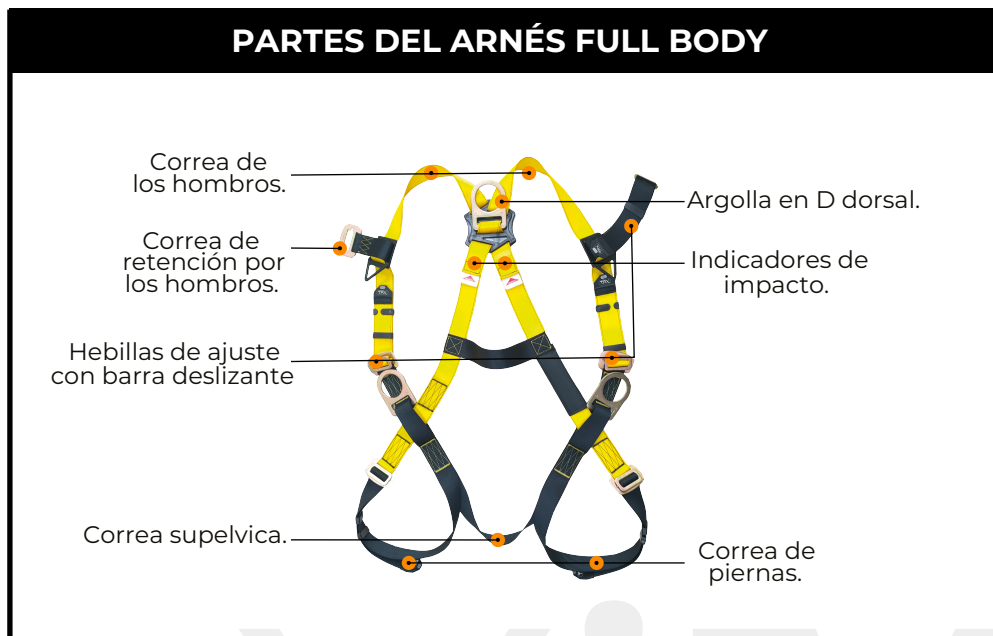 PARTES DEL ARNÉS FULL BODY
Correa de
los hombros.
Argolla en D dorsal.
Correa de
retención por
los hombros.
Indicadores de
impacto.
Hebillas de ajuste
con barra deslizante
Correa supelvica.
Correa de
piernas.